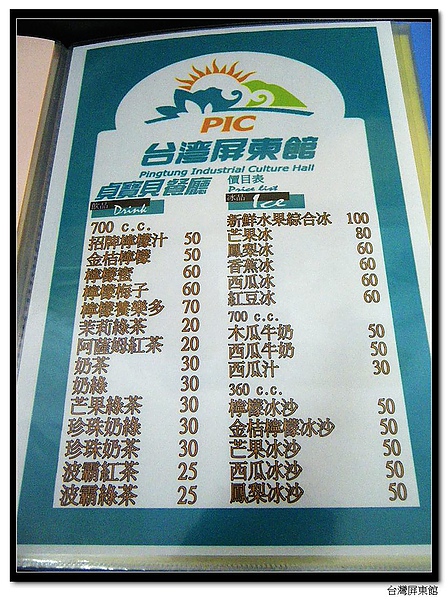 PIC
台湾屏東館
Pingtung Industrial Culture Hall
貞寶貝餐廳
價目表
Price list
飲品 Drink
700 c.c.
招牌檸檬汁 50
金桔檸檬 50
檸檬蜜 60
檸檬梅子 60
檸檬養樂多 70
茉莉綠茶 20
阿薩姆紅茶 20
奶茶 30
奶綠 30
芒果綠茶 30
珍珠奶綠 30
珍珠奶茶 30
波霸紅茶 25
波霸綠茶 25
冰品 Ice
新鮮水果綜合冰 100
芒果冰 80
鳳梨冰 60
香蕉冰 60
西瓜冰 60
紅豆冰 60
700 c.c.
木瓜牛奶 50
西瓜牛奶 50
西瓜汁 30
360 c.c.
檸檬冰沙 50
金桔檸檬冰沙 50
芒果冰沙 50
西瓜冰沙 50
鳳梨冰沙 50
台灣屏東館